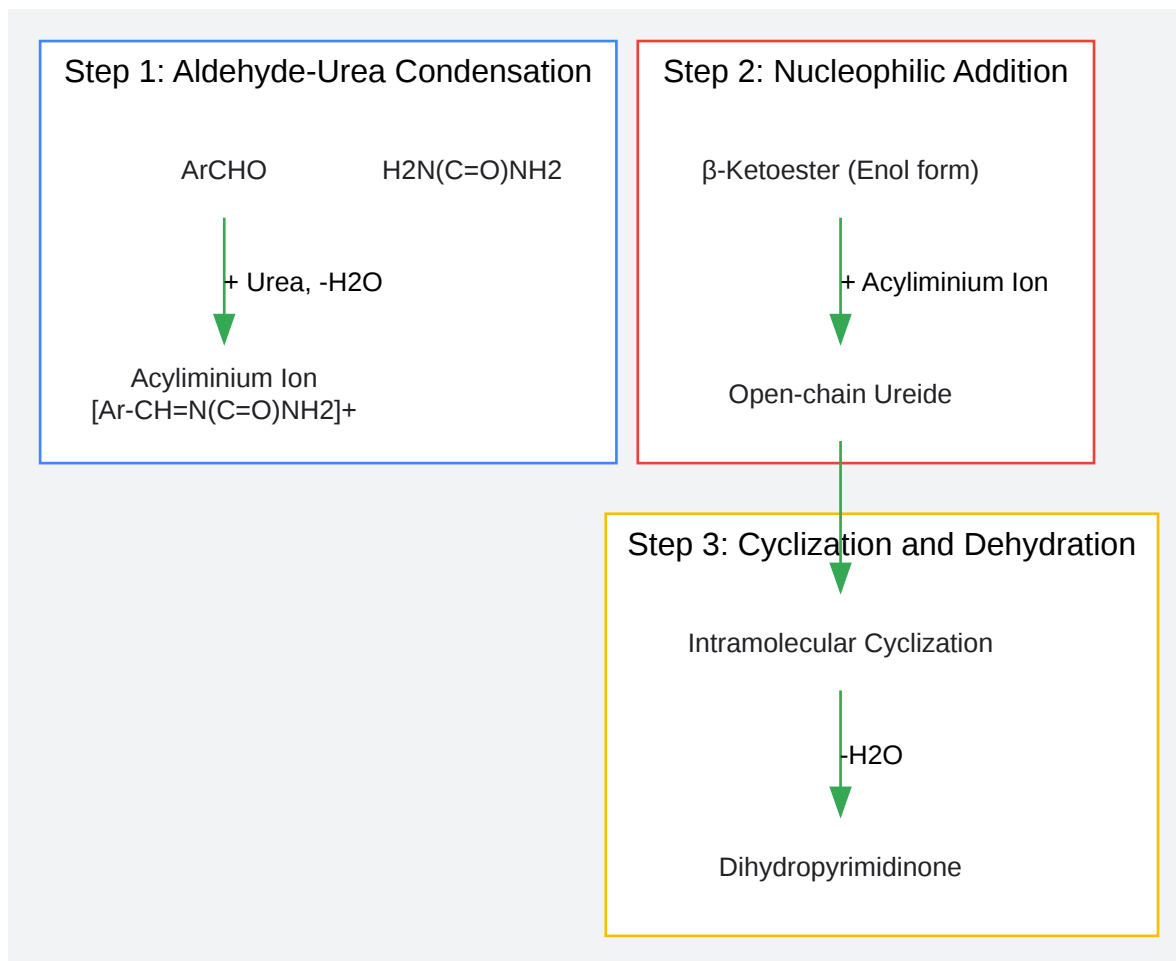 Step 1: Aldehyde-Urea Condensation
ArCHO
H2N(C=O)NH2
+ Urea, -H2O
Acyliminium Ion
[Ar-CH=N(C=O)NH2]+
Step 2: Nucleophilic Addition
β-Ketoester (Enol form)
+ Acyliminium Ion
Open-chain Ureide
Step 3: Cyclization and Dehydration
Intramolecular Cyclization
-H2O
Dihydropyrimidinone